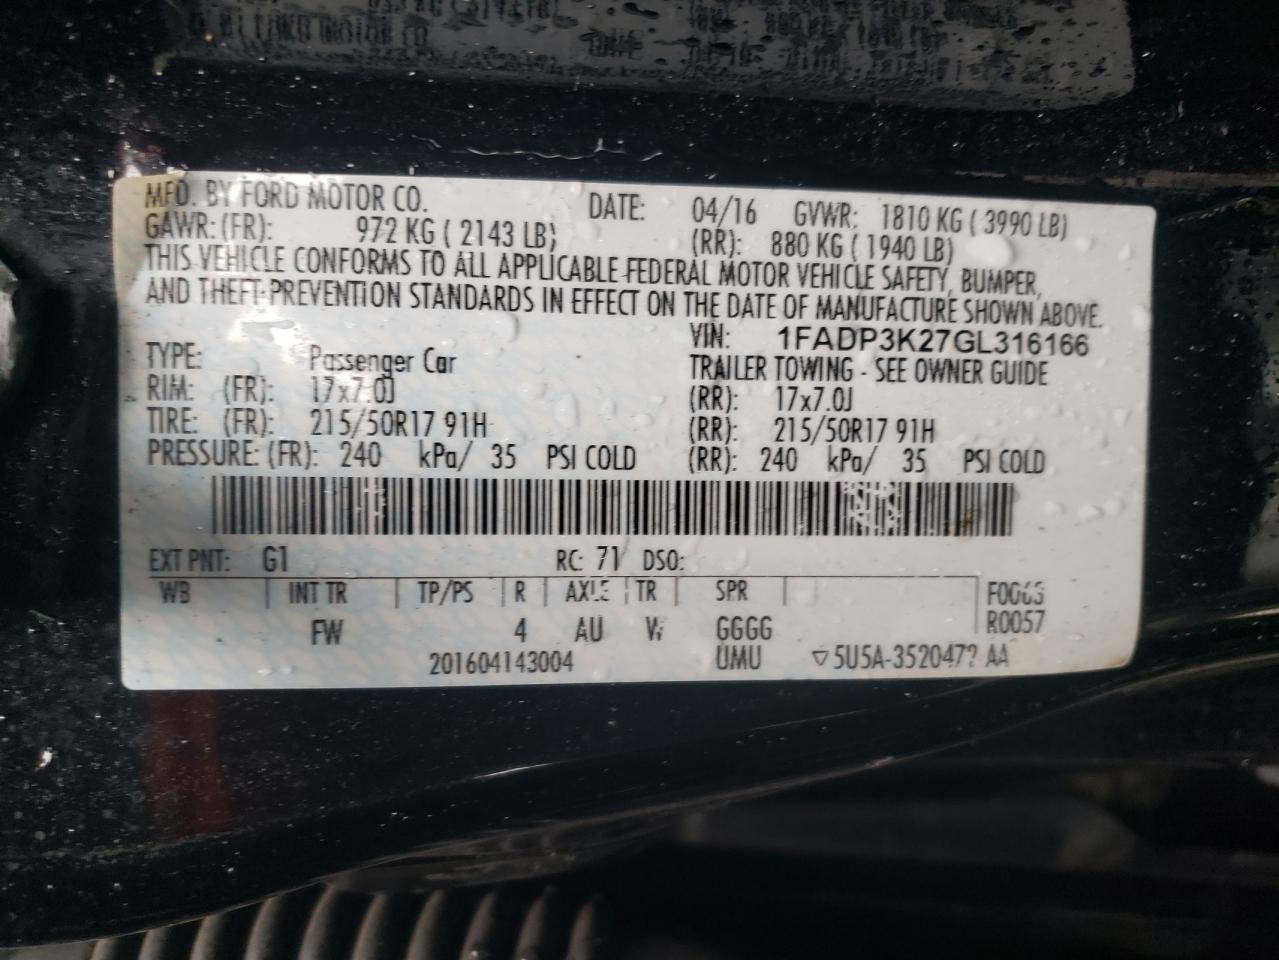 MFD. BY FORD MOTOR CO. DATE: 04/16 GVWR: 1810 KG ( 3990 LB)
GAWR: (FR): 972 KG ( 2143 LB) (RR): 880 KG ( 1940 LB)
THIS VEHICLE CONFORMS TO ALL APPLICABLE FEDERAL MOTOR VEHICLE SAFETY, BUMPER,
AND THEFT PREVENTION STANDARDS IN EFFECT ON THE DATE OF MANUFACTURE SHOWN ABOVE.
VIN: 1FADP3K27GL316166
TYPE: Passenger Car TRAILER TOWING - SEE OWNER GUIDE
RIM: (FR): 17x7.0J (RR): 17x7.0J
TIRE: (FR): 215/50R17 91H (RR): 215/50R17 91H
PRESSURE: (FR): 240 kPa/ 35 PSI COLD (RR): 240 kPa/ 35 PSI COLD
EXT PNT: G1 RC: 71 DSO:
WB INT TR TP/PS R AXLE TR SPR
FW 4 AU GGGG R0057
201604143004 UMU ▽5U5A-3520472 AA